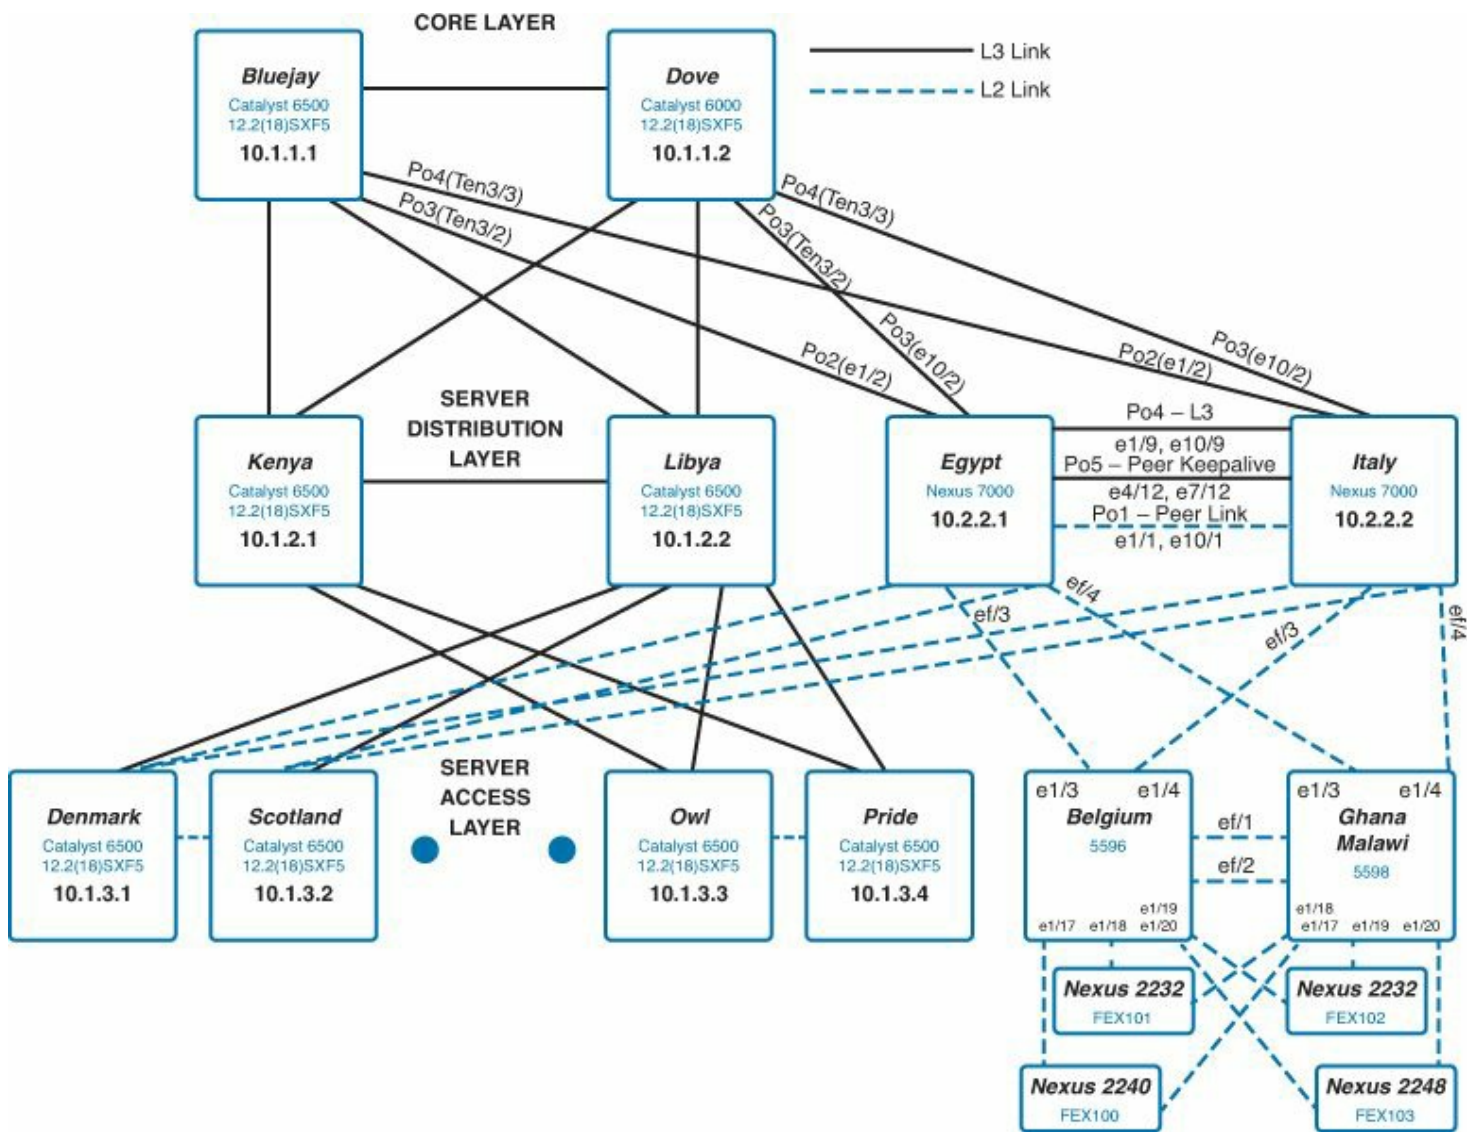 CORE LAYER
L3 Link
L2 Link
Bluejay
Catalyst 6500
12.2(18)SXF5
10.1.1.1
Dove
Catalyst 6000
12.2(18)SXF5
10.1.1.2
Po4(Ten3/3)
Po3(Ten3/2)
Po3(Ten3/2)
Po4(Ten3/3)
Po2(e1/2)
Po3(e10/2)
Po2(e1/2)
Po3(e10/2)
SERVER
DISTRIBUTION
LAYER
Kenya
Catalyst 6500
12.2(18)SXF5
10.1.2.1
Libya
Catalyst 6500
12.2(18)SXF5
10.1.2.2
Egypt
Nexus 7000
10.2.2.1
Po4 – L3
e1/9, e10/9
Po5 – Peer Keepalive
e4/12, e7/12
Po1 – Peer Link
e1/1, e10/1
Italy
Nexus 7000
10.2.2.2
ef/3
ef/4
ef/3
ef/4
SERVER
ACCESS
LAYER
Denmark
Catalyst 6500
12.2(18)SXF5
10.1.3.1
Scotland
Catalyst 6500
12.2(18)SXF5
10.1.3.2
Owl
Catalyst 6500
12.2(18)SXF5
10.1.3.3
Pride
Catalyst 6500
12.2(18)SXF5
10.1.3.4
e1/3 e1/4
Belgium
5596
e1/19
e1/17 e1/18 e1/20
ef/1
ef/2
e1/3 e1/4
Ghana
Malawi
5598
e1/18
e1/17 e1/19 e1/20
Nexus 2232
FEX101
Nexus 2232
FEX102
Nexus 2240
FEX100
Nexus 2248
FEX103